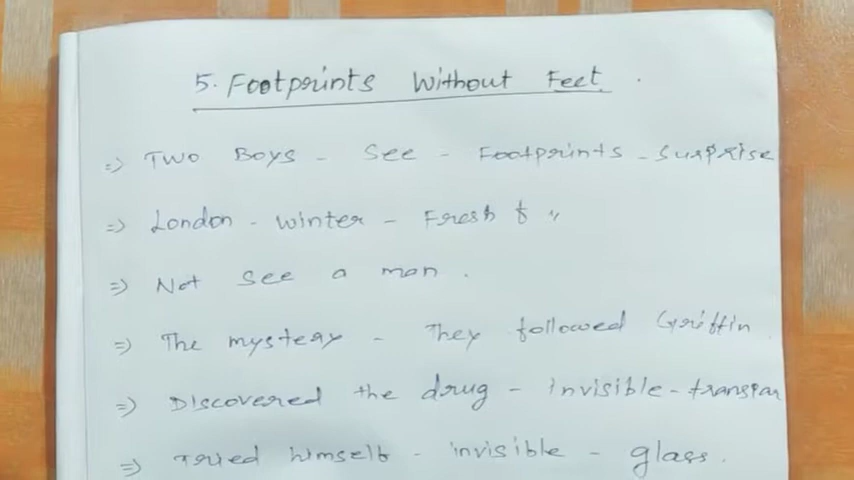 5. Footprints Without Feet.
=> Two Boys - See - Footprints - Surprise
=> London - winter - Fresh f "
=> Not see a man.
=> The mystery - They followed Griffin
=> Discovered the drug - invisible - transpar
=> Tried himself - invisible - glass.